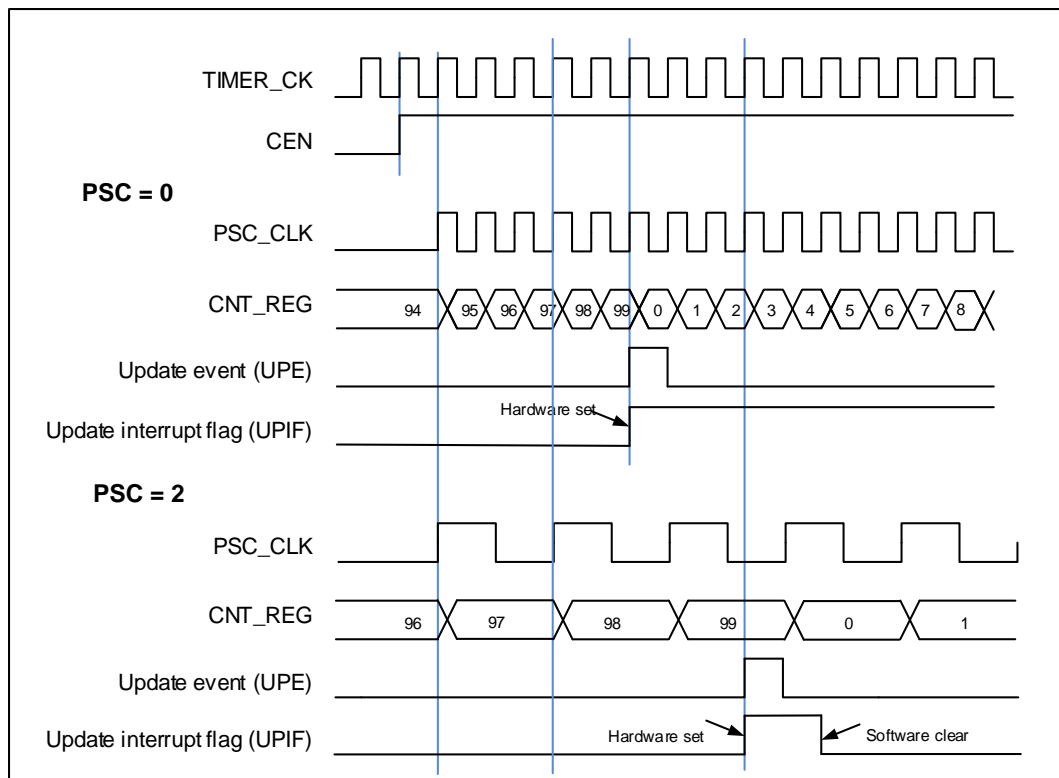 TIMER_CK
CEN
PSC = 0
PSC_CLK
CNT_REG 94 95 96 97 98 99 0 1 2 3 4 5 6 7 8
Update event (UPE)
Hardware set
Update interrupt flag (UPIF)
PSC = 2
PSC_CLK
CNT_REG 96 97 98 99 0 1
Update event (UPE)
Update interrupt flag (UPIF) Hardware set Software clear